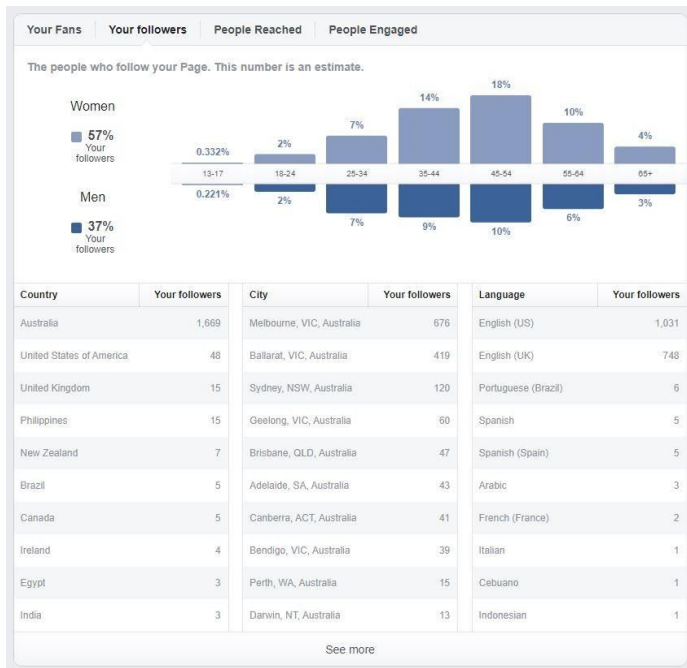 Your Fans Your followers People Reached People Engaged
The people who follow your Page. This number is an estimate.
Women
57%
Your
followers
0.332% 2% 7% 14% 18% 10% 4%
13-17 18-24 25-34 35-44 45-54 55-64 65+
Men
37%
Your
followers
0.221% 2% 7% 9% 10% 6% 3%
Country Your followers City Your followers Language Your followers
Australia 1,669 Melbourne, VIC, Australia 676 English (US) 1,031
United States of America 48 Ballarat, VIC, Australia 419 English (UK) 748
United Kingdom 15 Sydney, NSW, Australia 120 Portuguese (Brazil) 6
Philippines 15 Geelong, VIC, Australia 60 Spanish 5
New Zealand 7 Brisbane, QLD, Australia 47 Spanish (Spain) 5
Brazil 5 Adelaide, SA, Australia 43 Arabic 3
Canada 5 Canberra, ACT, Australia 41 French (France) 2
Ireland 4 Bendigo, VIC, Australia 39 Italian 1
Egypt 3 Perth, WA, Australia 15 Cebuano 1
India 3 Darwin, NT, Australia 13 Indonesian 1
See more